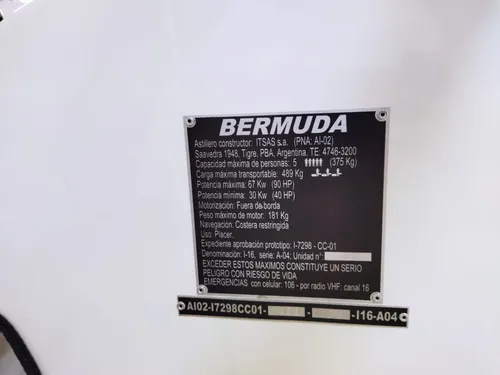 BERMUDA
Astillero constructor: ITSAS s.a. (PNA; AI-02)
Saavedra 1948, Tigre, PBA, Argentina. TE: 4746-3200
Capacidad máxima de personas: 5 (375 Kg)
Carga máxima transportable: 489 Kg
Potencia máxima: 67 Kw (90 HP)
Potencia mínima: 30 Kw (40 HP)
Motorización: Fuera de borda
Peso máximo de motor: 181 Kg
Navegación: Costera restringida
Uso: Placer.
Expediente aprobación prototipo: I-7298 - CC-01
Denominación: I-16, serie: A-04; Unidad nº:
EXCEDER ESTOS MAXIMOS CONSTITUYE UN SERIO
PELIGRO CON RIESGO DE VIDA
EMERGENCIAS con celular: 106 - por radio VHF: canal 16
AI02-I7298CC01- - -I16-A04